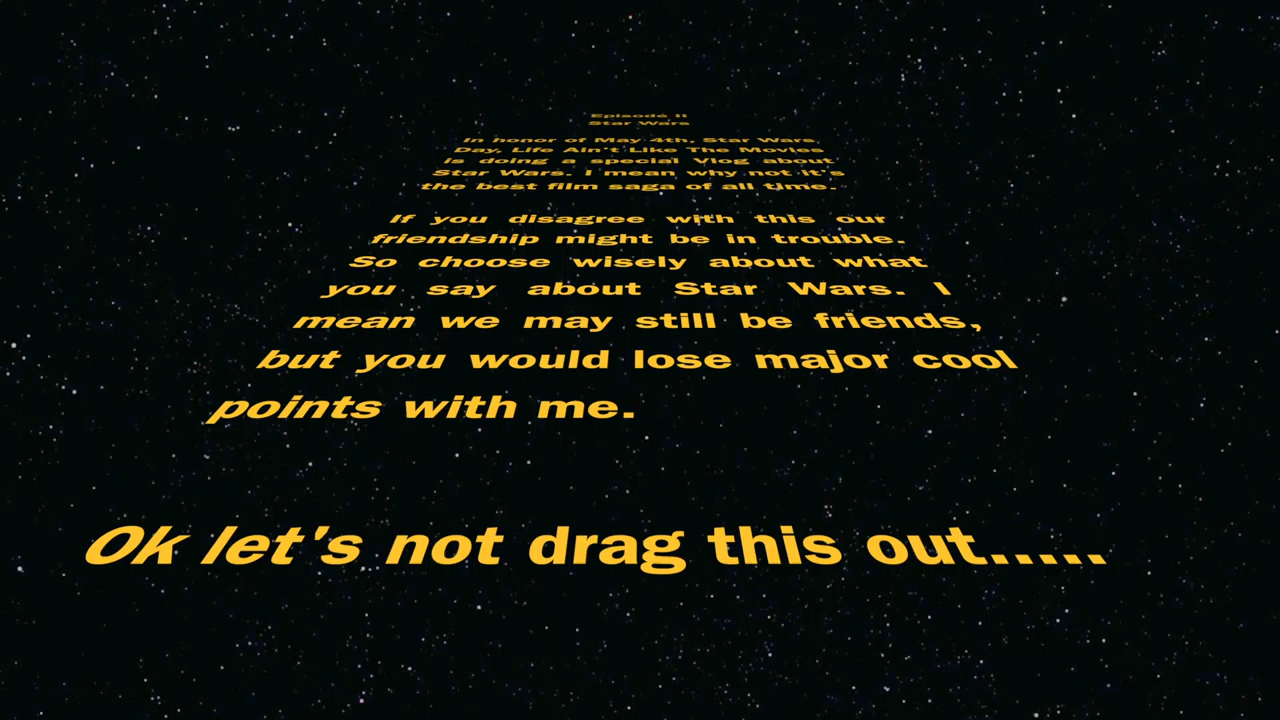 Episode II
Star Wars
In honor of May 4th, Star Wars
Day, Life Ain't Like The Movies
is doing a special Vlog about
Star Wars. I mean why not it's
the best film saga of all time.
If you disagree with this our
friendship might be in trouble.
So choose wisely about what
you say about Star Wars. I
mean we may still be friends,
but you would lose major cool
points with me.
Ok let's not drag this out.....